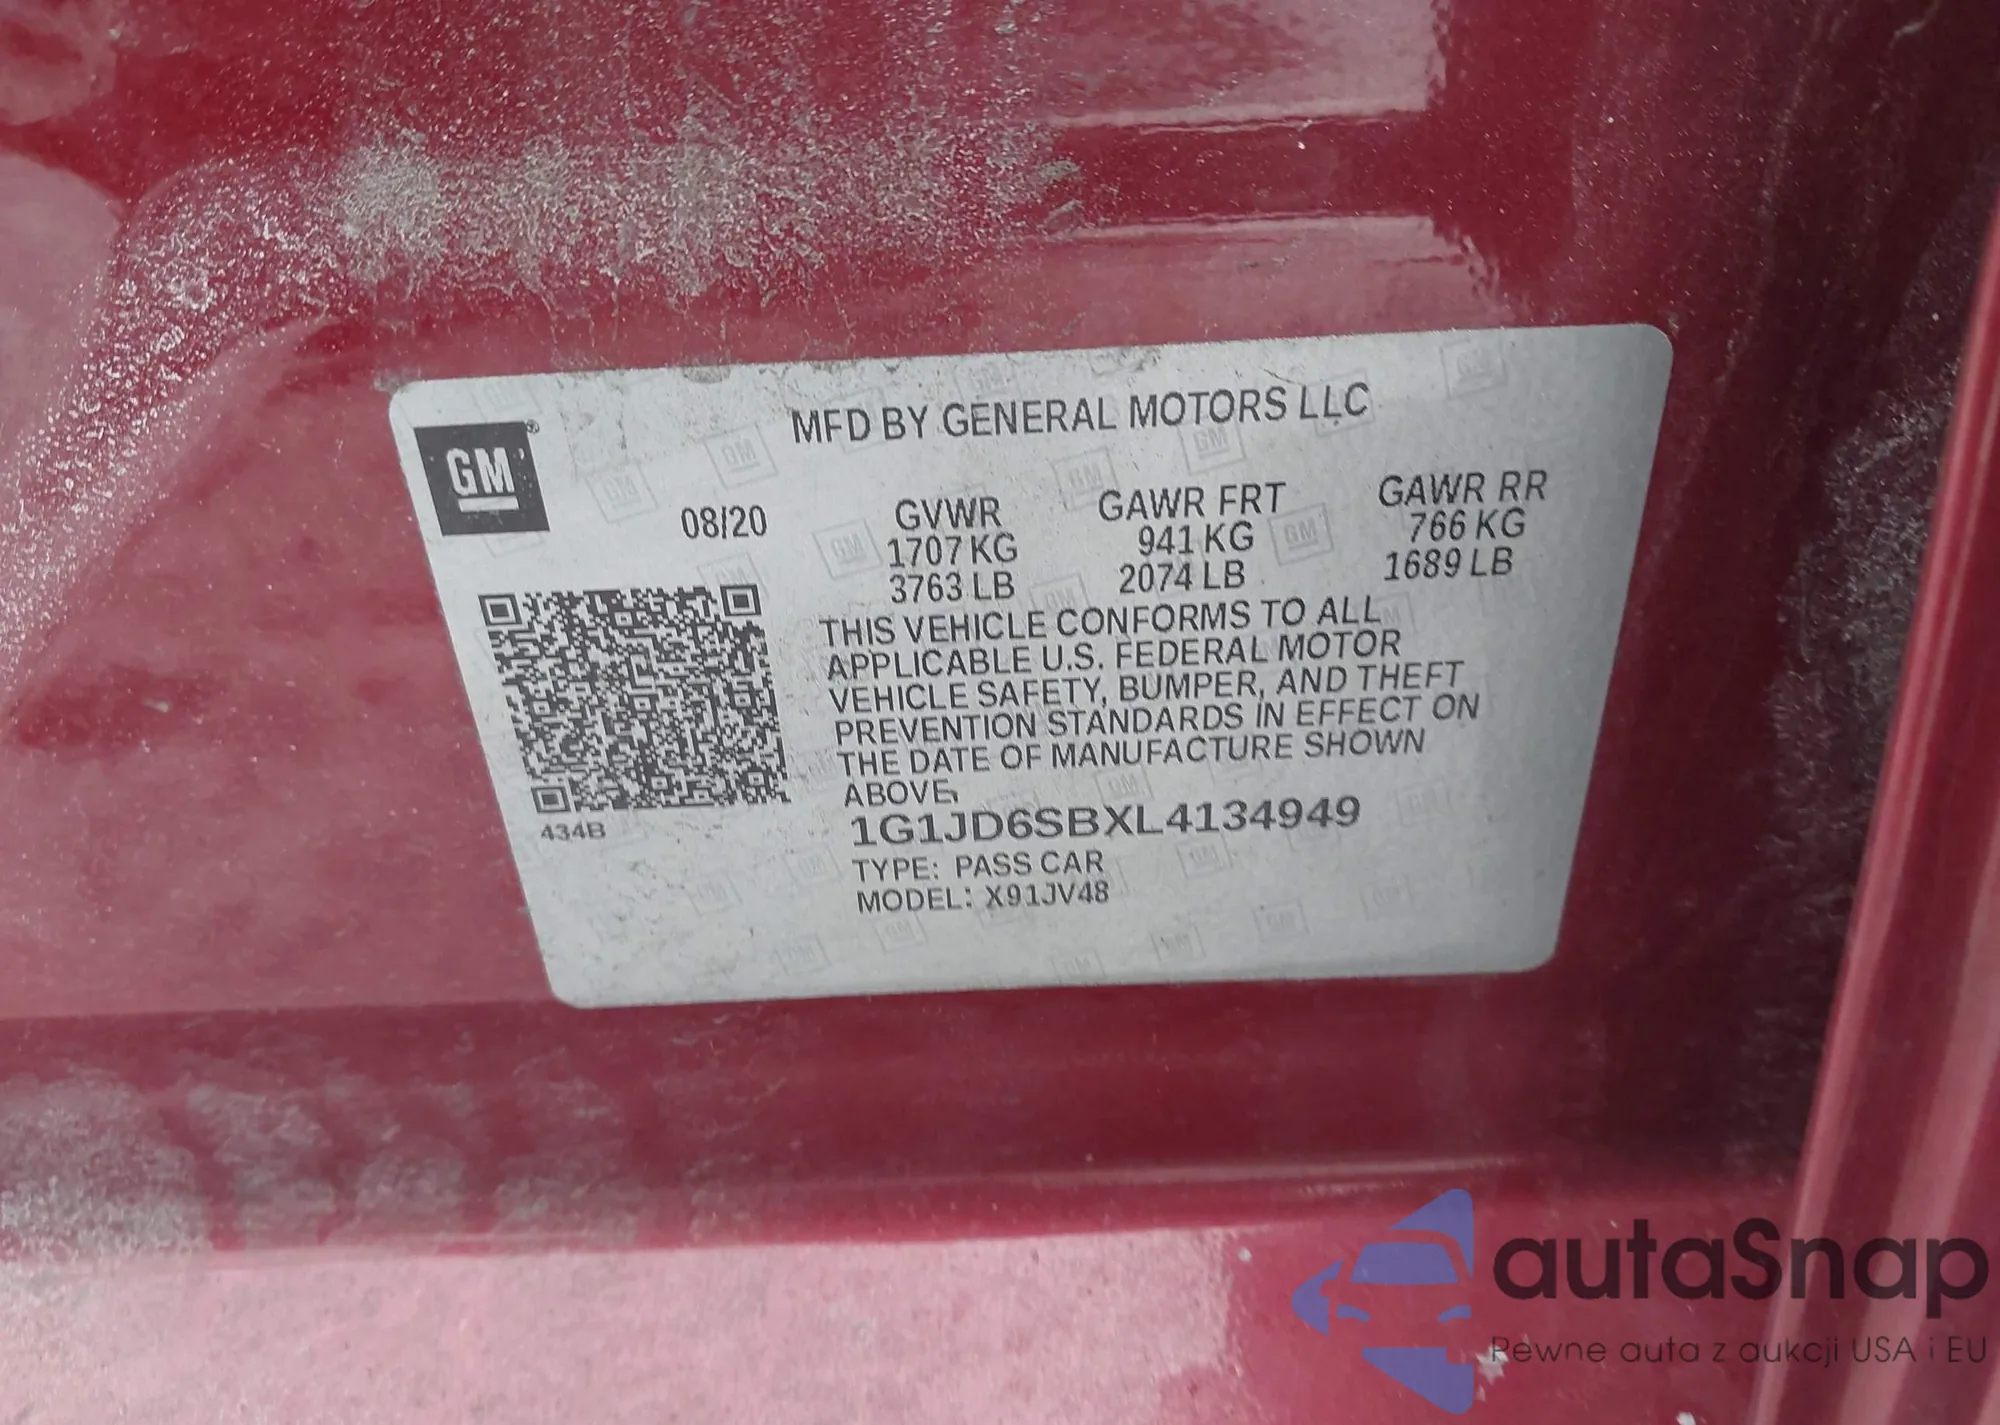 GM®
MFD BY GENERAL MOTORS LLC
08/20
GVWR
1707 KG
3763 LB
GAWR FRT
941 KG
2074 LB
GAWR RR
766 KG
1689 LB
THIS VEHICLE CONFORMS TO ALL
APPLICABLE U.S. FEDERAL MOTOR
VEHICLE SAFETY, BUMPER, AND THEFT
PREVENTION STANDARDS IN EFFECT ON
THE DATE OF MANUFACTURE SHOWN
ABOVE.
434B
1G1JD6SBXL4134949
TYPE: PASS CAR
MODEL: X91JV48
autaSnap
Pewne auta z aukcji USA i EU